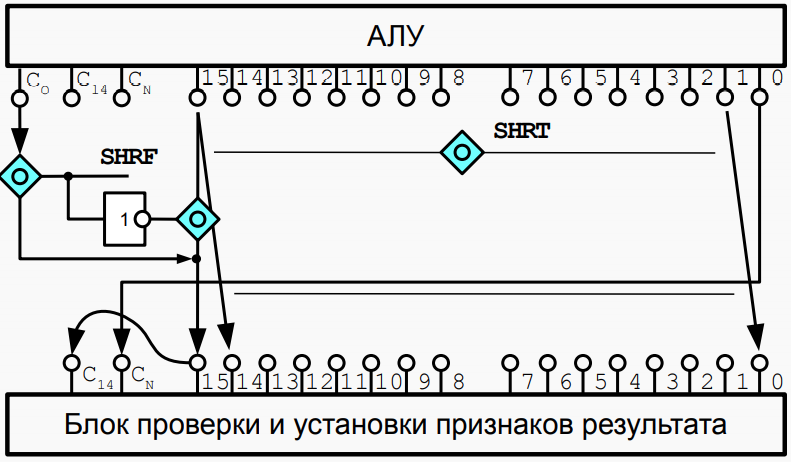 АЛУ
C0 C14 CN 15 14 13 12 11 10 9 8 7 6 5 4 3 2 1 0
SHRT
SHRF
1
C14 CN 15 14 13 12 11 10 9 8 7 6 5 4 3 2 1 0
Блок проверки и установки признаков результата